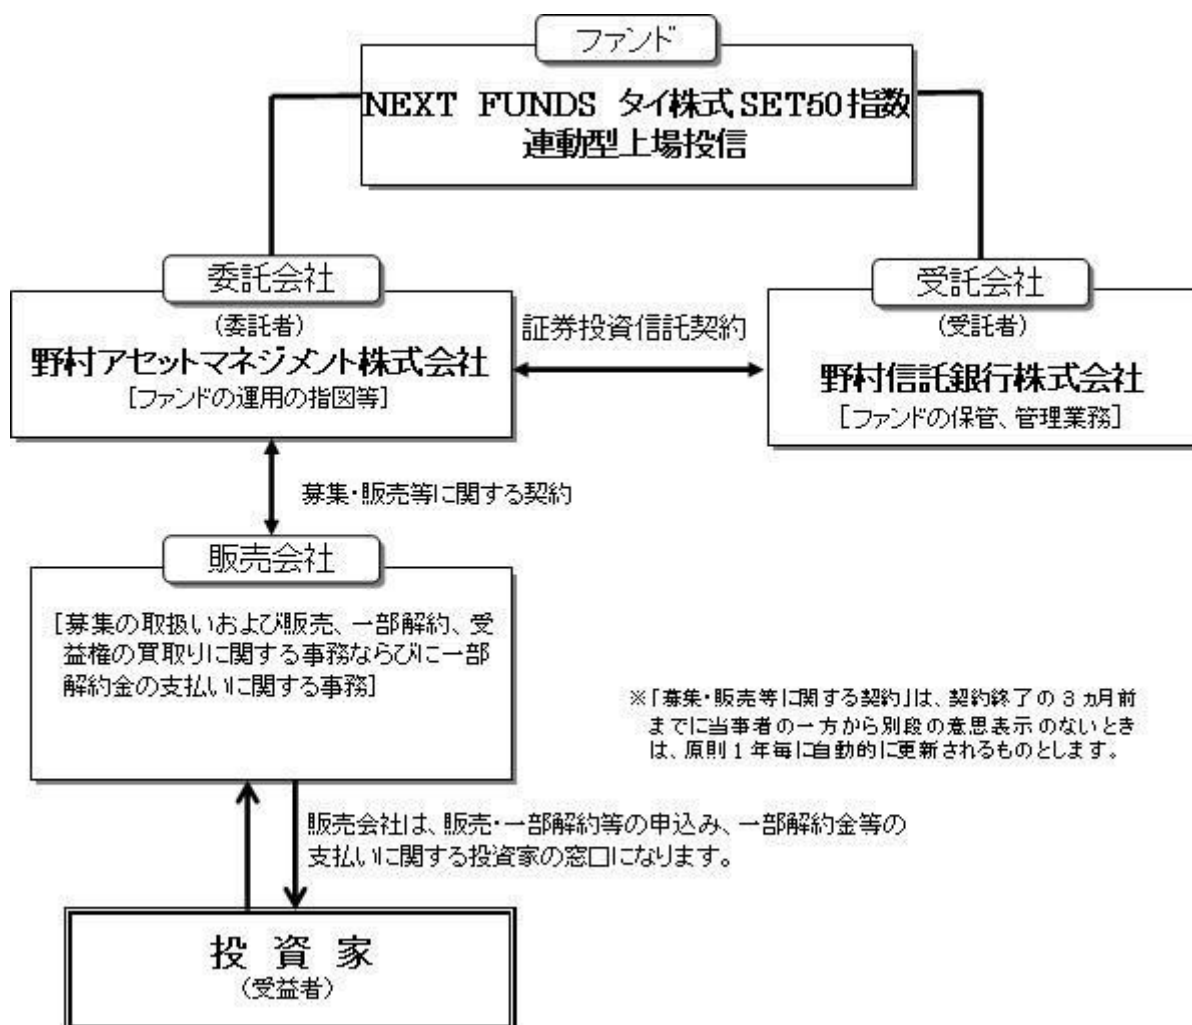 ファンド
NEXT FUNDS タイ株式SET50指数
連動型上場投信
委託会社
(委託者)
野村アセットマネジメント株式会社
[ファンドの運用の指図等]
証券投資信託契約
受託会社
(受託者)
野村信託銀行株式会社
[ファンドの保管、管理業務]
募集・販売等に関する契約
販売会社
[募集の取扱いおよび販売、一部解約、受
益権の買取りに関する事務ならびに一部
解約金の支払いに関する事務]
※「募集・販売等に関する契約」は、契約終了の3ヵ月前
までに当事者の一方から別段の意思表示のないとき
は、原則1年毎に自動的に更新されるものとします。
販売会社は、販売・一部解約等の申込み、一部解約金等の
支払いに関する投資家の窓口になります。
投資家
(受益者)